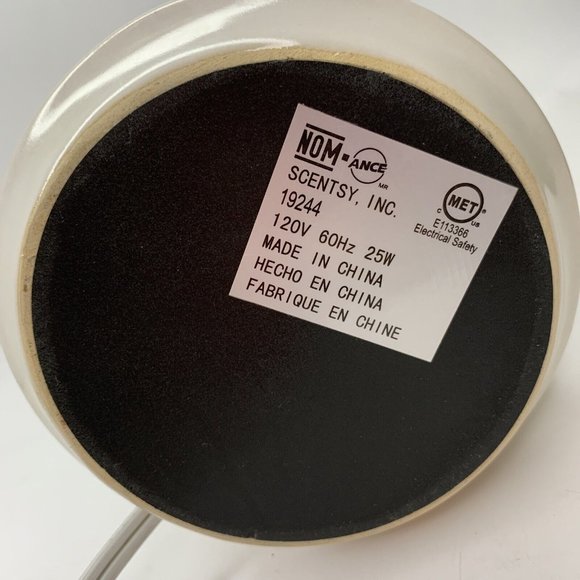 NOM-ANCE
MR
SCENTSY, INC.
19244
120V 60Hz 25W
MADE IN CHINA
HECHO EN CHINA
FABRIQUE EN CHINE
MET®
C US
E113366
Electrical Safety